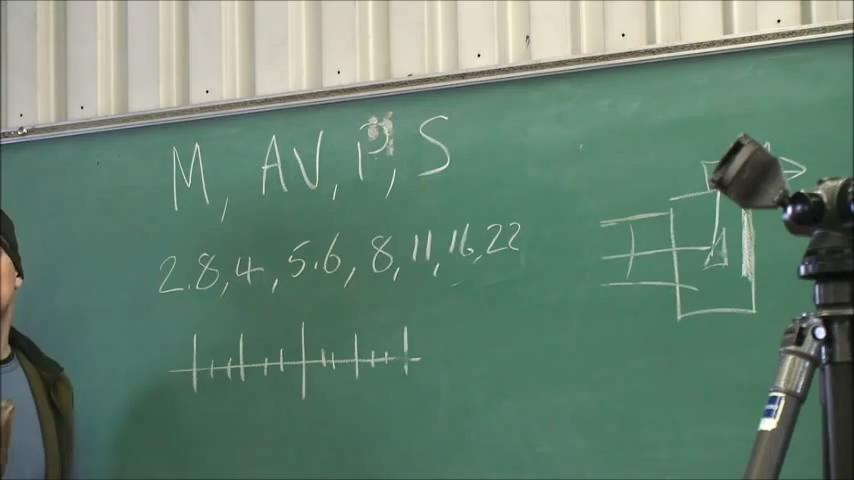 M, AV, P, S
2.8, 4, 5.6, 8, 11, 16, 22